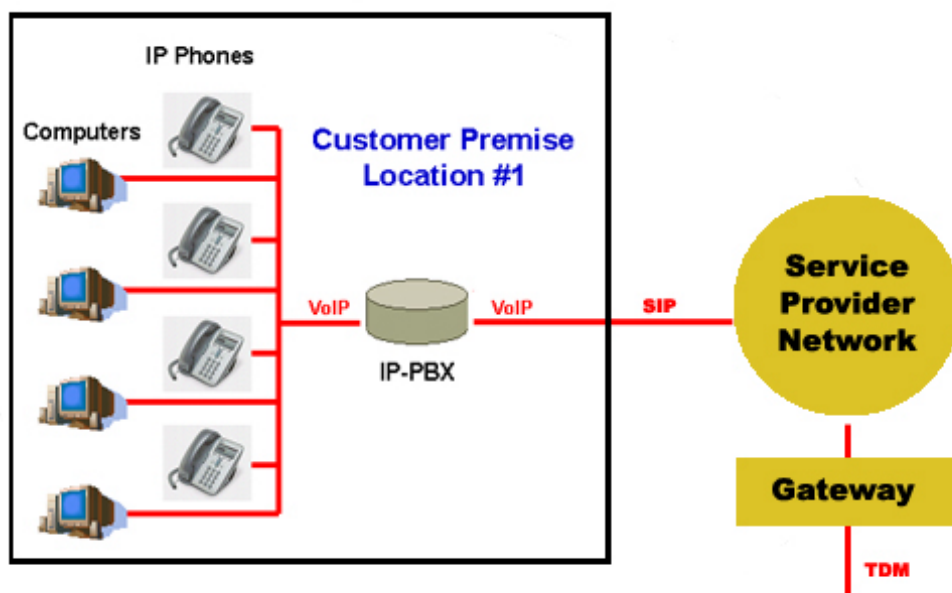 IP Phones
Computers
Customer Premise
Location #1
VoIP
IP-PBX
VoIP
SIP
Service
Provider
Network
Gateway
TDM